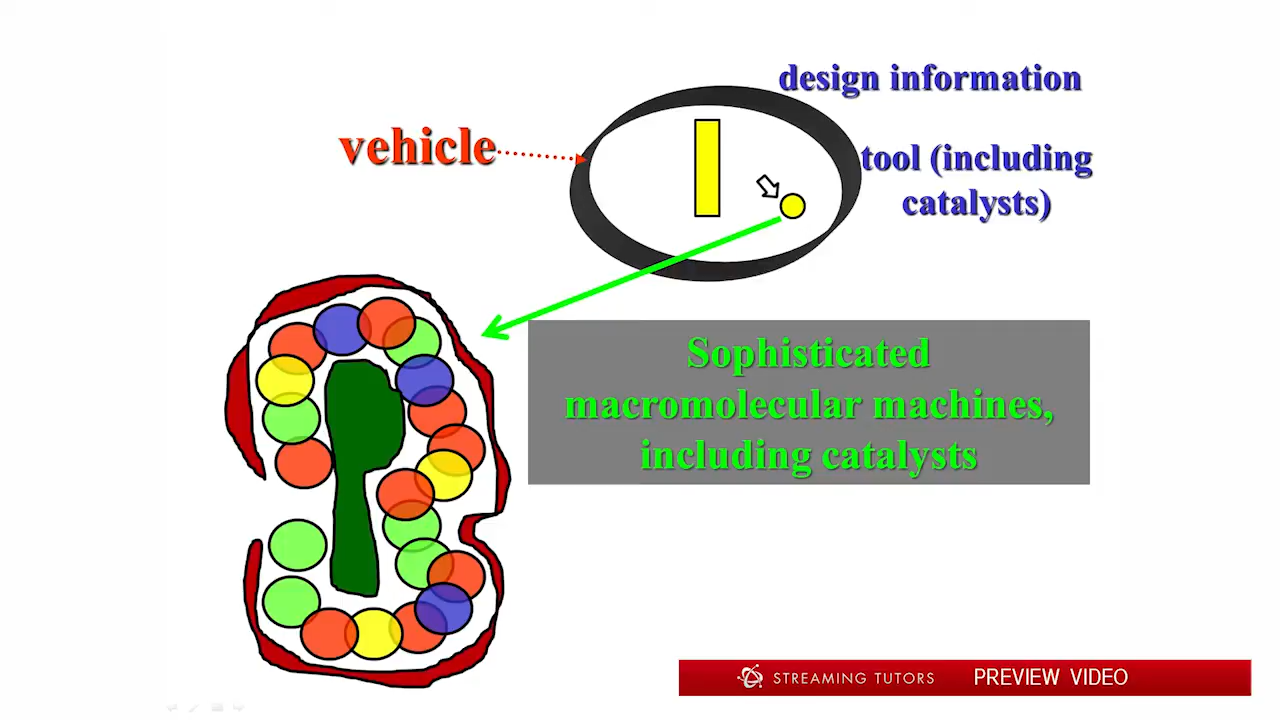 design information
vehicle
tool (including
catalysts)
Sophisticated
macromolecular machines,
including catalysts
STREAMING TUTORS PREVIEW VIDEO